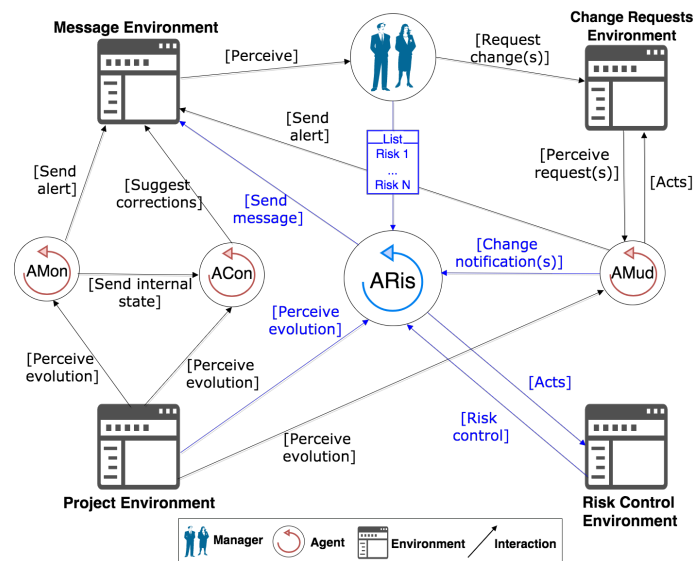 Message Environment
Change Requests
Environment
[Perceive]
[Request
change(s)]
[Send
alert]
List
Risk 1
...
Risk N
[Send
alert]
[Suggest
corrections]
[Send
message]
[Perceive
request(s)]
[Acts]
AMon
ACon
[Send internal
state]
ARis
[Change
notification(s)]
AMud
[Perceive
evolution]
[Perceive
evolution]
[Perceive
evolution]
[Perceive
evolution]
[Risk
control]
[Acts]
Project Environment
Risk Control
Environment
Manager
Agent
Environment
Interaction